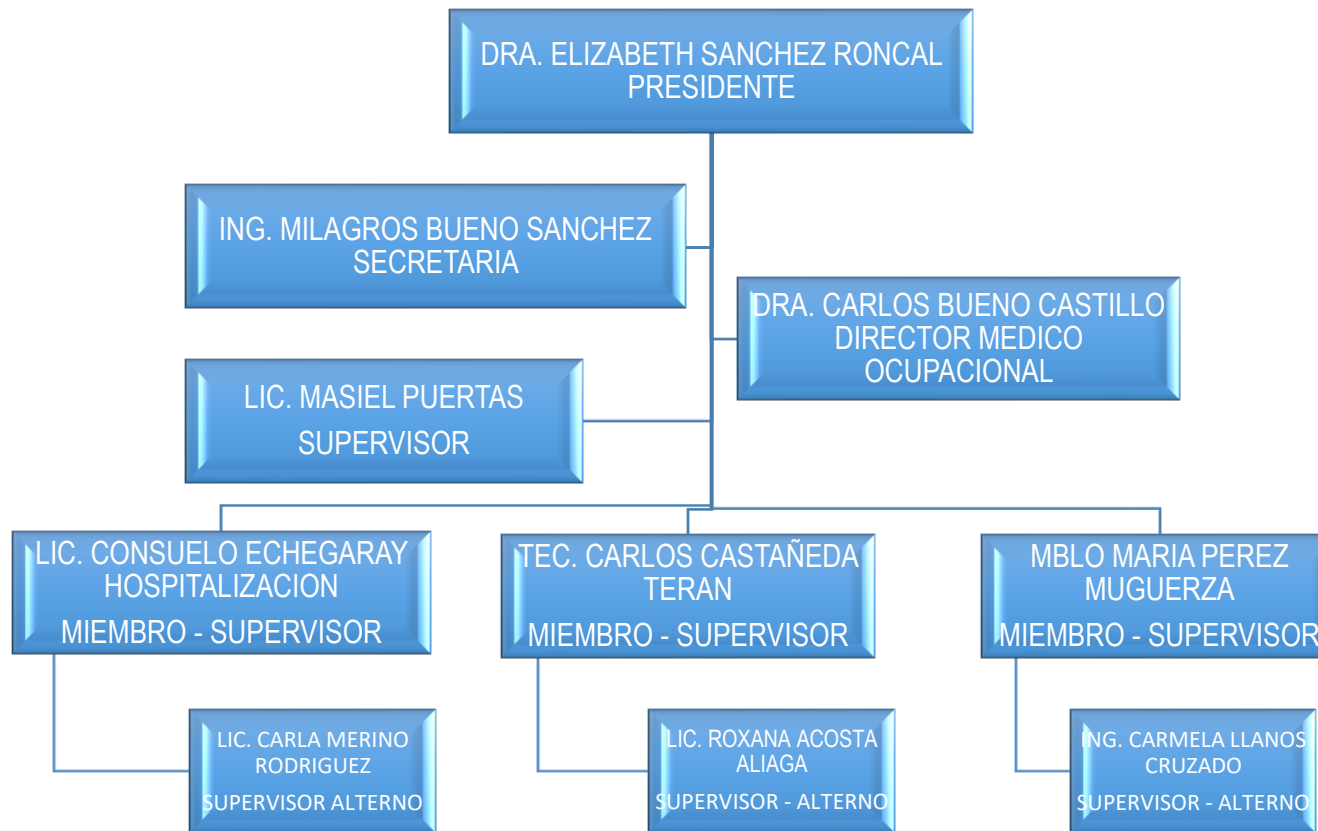 DRA. ELIZABETH SANCHEZ RONCAL
PRESIDENTE
ING. MILAGROS BUENO SANCHEZ
SECRETARIA
DRA. CARLOS BUENO CASTILLO
DIRECTOR MEDICO
OCUPACIONAL
LIC. MASIEL PUERTAS
SUPERVISOR
LIC. CONSUELO ECHEGARAY
HOSPITALIZACION
MIEMBRO - SUPERVISOR
TEC. CARLOS CASTAÑEDA
TERAN
MIEMBRO - SUPERVISOR
MBLO MARIA PEREZ
MUGUERZA
MIEMBRO - SUPERVISOR
LIC. CARLA MERINO
RODRIGUEZ
SUPERVISOR ALTERNO
LIC. ROXANA ACOSTA
ALIAGA
SUPERVISOR - ALTERNO
ING. CARMELA LLANOS
CRUZADO
SUPERVISOR - ALTERNO